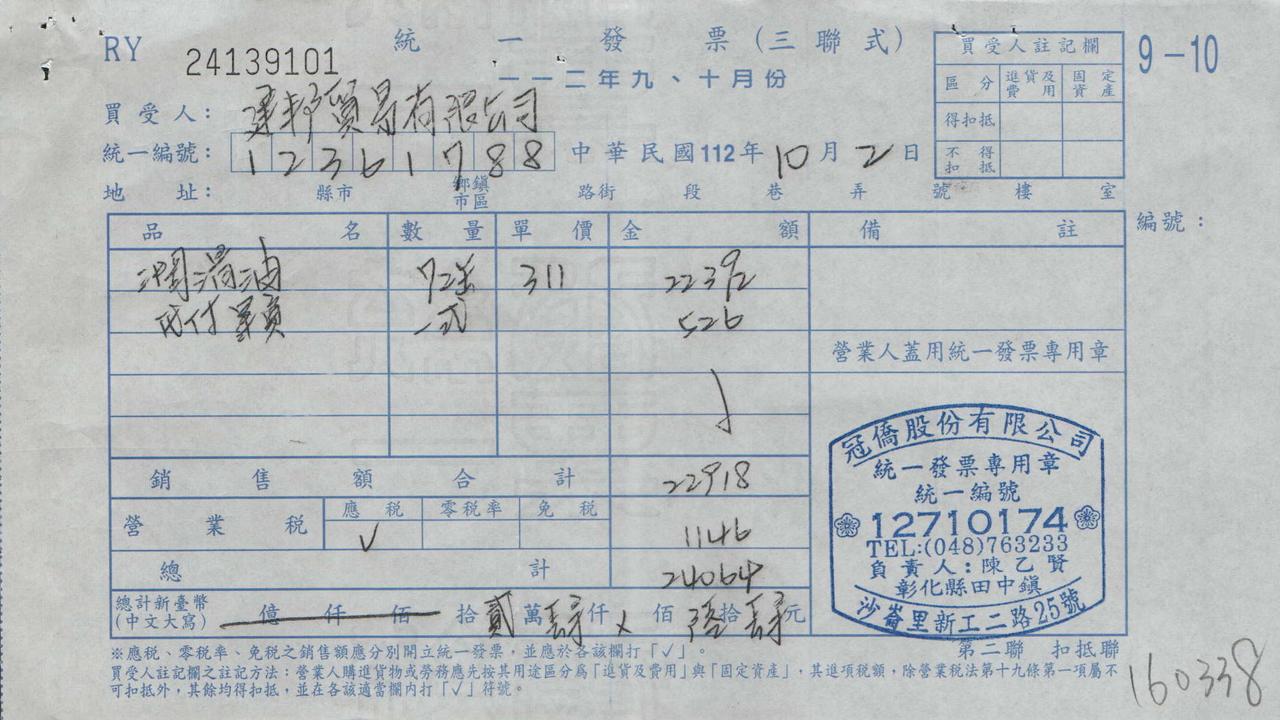 RY 24139101
統一發票(三聯式)
一一二年九、十月份
9-10
買受人註記欄
區分 進貨及費用 固定資產
得扣抵
不得扣抵
買受人: 建邦貿易有限公司
統一編號: 12361788 中華民國112年10月2日
地址: 縣市 鄉鎮市區 路街 段 巷 弄 號 樓 室
編號:
品名 數量 單價 金額 備註
潤滑油 72 311 22392
代付運費 一式 526
營業人蓋用統一發票專用章
銷售額合計 22918
營業稅 應稅 零稅率 免稅
✓ 1146
總計 24064
總計新臺幣(中文大寫) 億仟佰拾貳萬肆仟×佰陸拾肆元
冠僑股份有限公司
統一發票專用章
統一編號
12710174
TEL:(048)763233
負責人:陳乙賢
彰化縣田中鎮
沙崙里新工二路25號
第二聯 扣抵聯
※應稅、零稅率、免稅之銷售額應分別開立統一發票,並應於各該欄打「✓」。
買受人註記欄之註記方法:營業人購進貨物或勞務應先按其用途區分為「進貨及費用」與「固定資產」,其進項稅額,除營業稅法第十九條第一項屬不
可扣抵外,其餘均得扣抵,並在各該適當欄內打「✓」符號。
160338